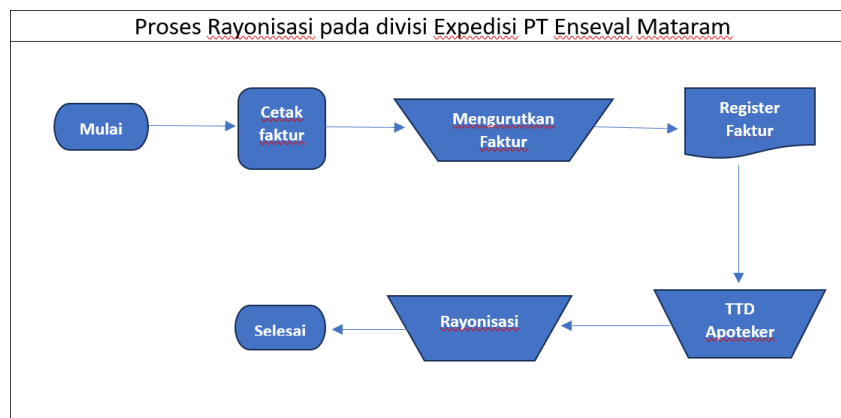 Proses Rayonisasi pada divisi Expedisi PT Enseval Mataram
Mulai
Cetak
faktur
Mengurutkan
Faktur
Register
Faktur
TTD
Apoteker
Rayonisasi
Selesai